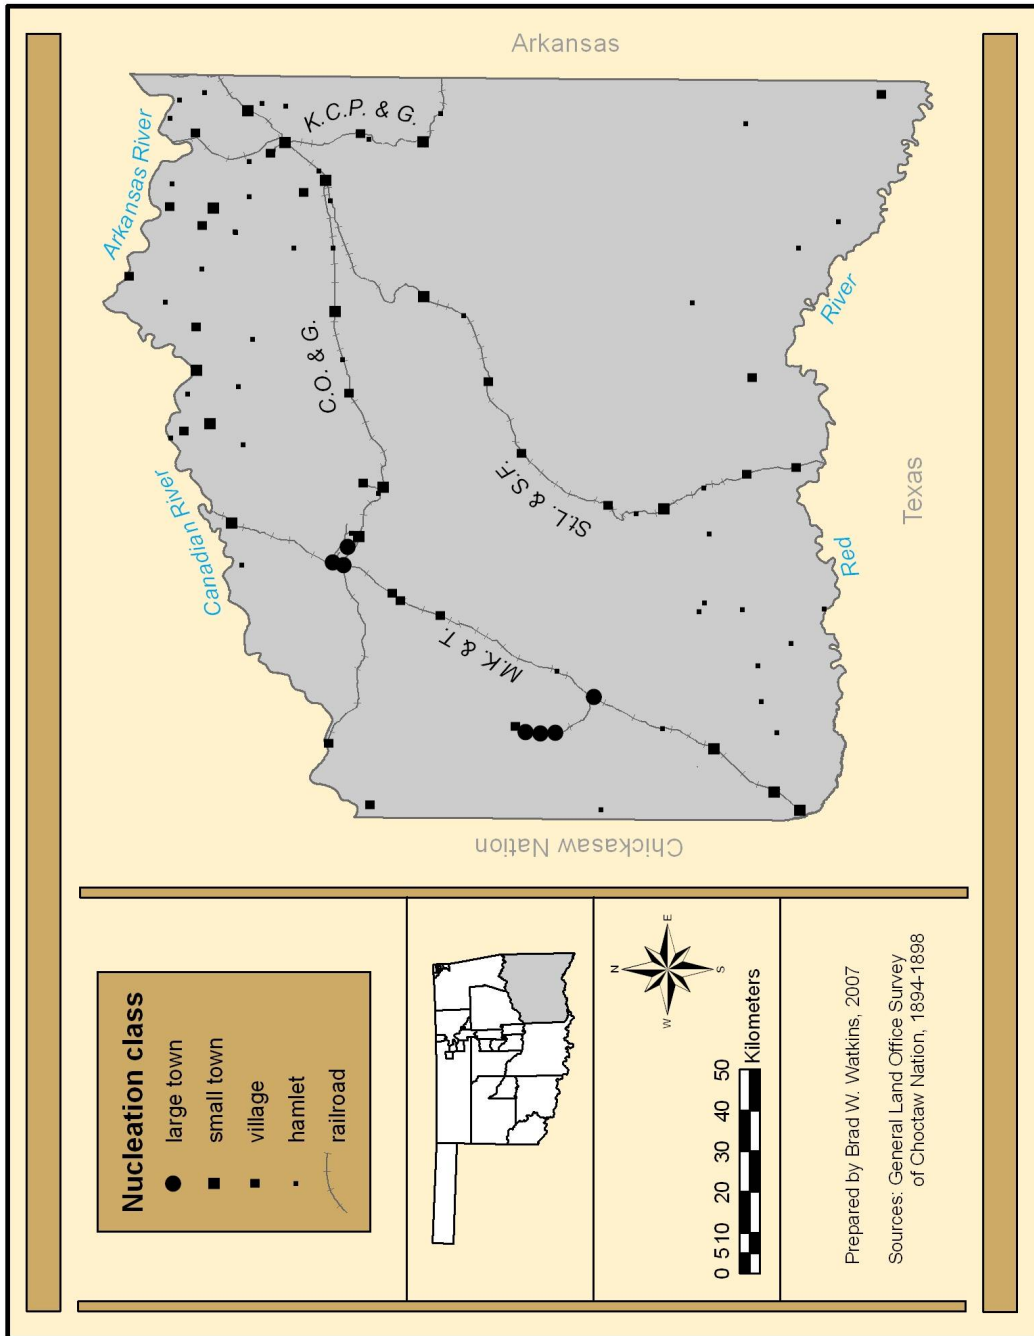 Arkansas
Arkansas River
K.C.P. & G.
C.O. & G.
Canadian River
St.L. & S.F.
M.K. & T.
River
Red
Texas
Chickasaw Nation
Nucleation class
large town
small town
village
hamlet
railroad
N
E
S
W
0 5 10 20 30 40 50
Kilometers
Prepared by Brad W. Watkins, 2007
Sources: General Land Office Survey
of Choctaw Nation, 1894-1898